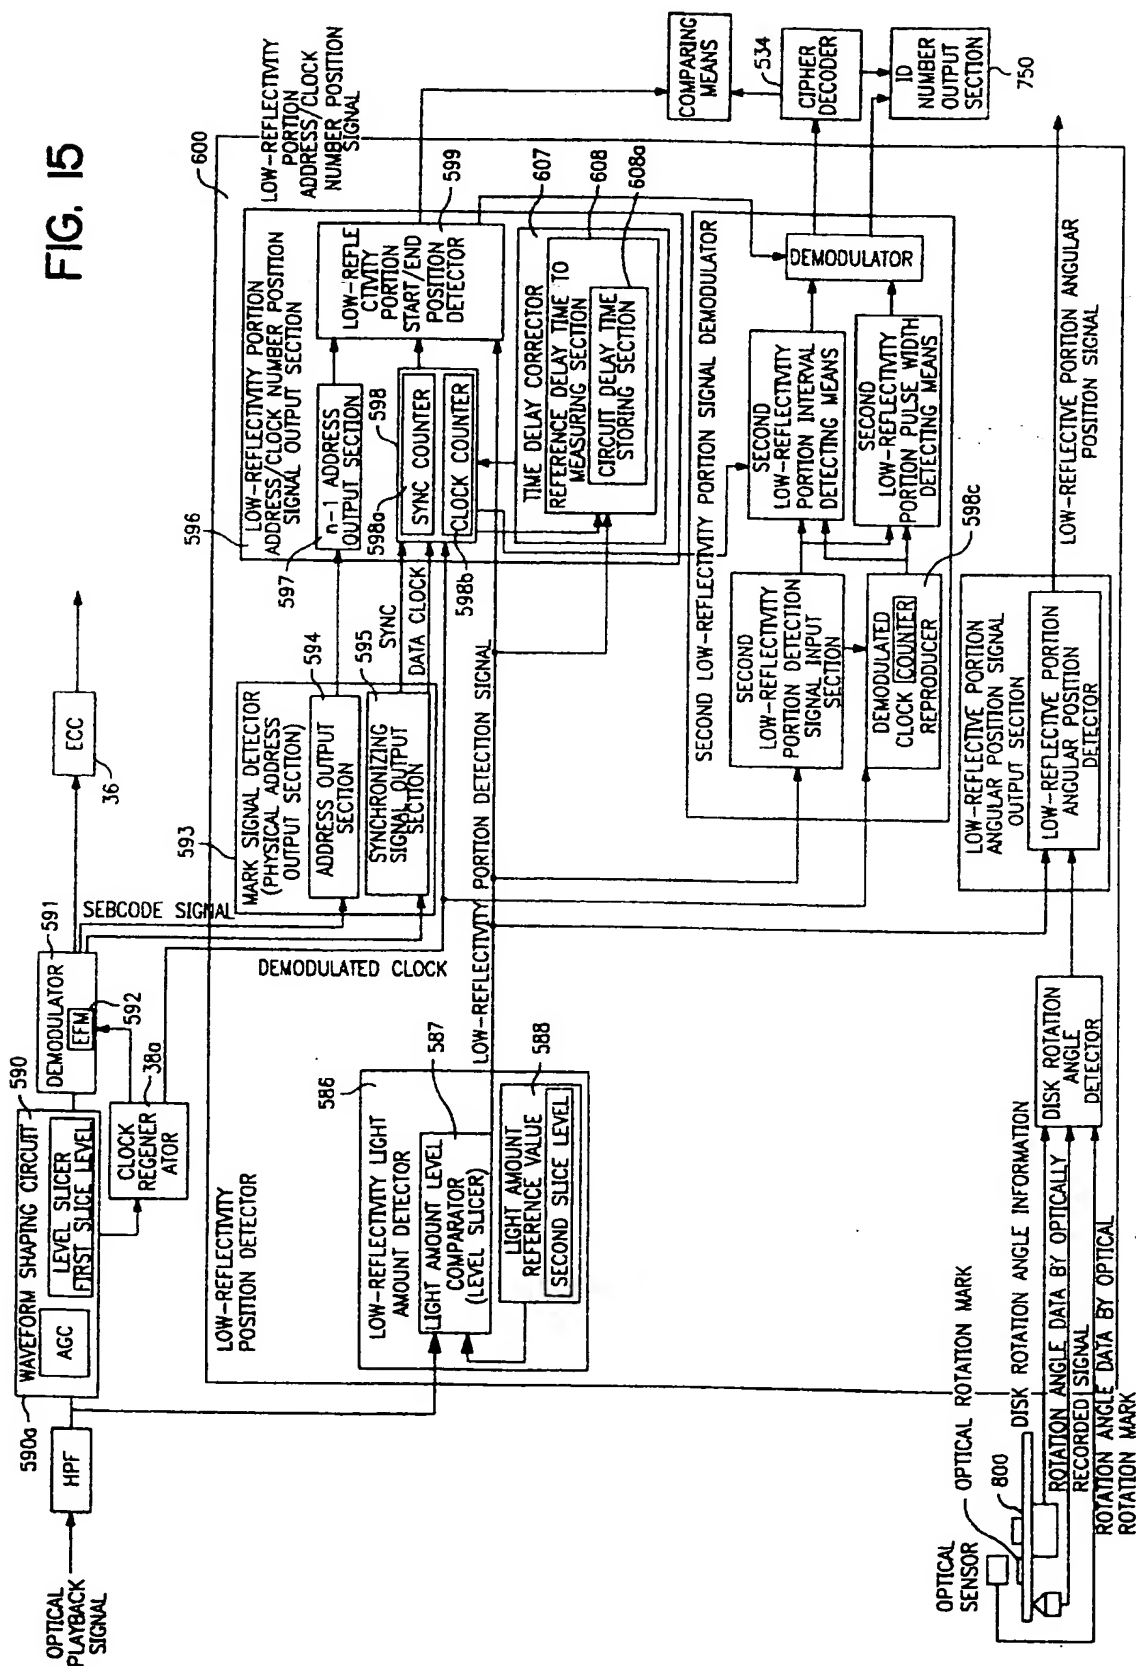 FIG. 15
OPTICAL
PLAYBACK
SIGNAL
HPF
590a
WAVEFORM SHAPING CIRCUIT
590
AGC
LEVEL SLICER
FIRST SLICE LEVEL
DEMODULATOR
591
EFM
592
CLOCK
REGENER
ATOR
38a
ECC
36
SEBCODE SIGNAL
DEMODULATED CLOCK
LOW-REFLECTIVITY
POSITION DETECTOR
600
586
LOW-REFLECTIVITY LIGHT
AMOUNT DETECTOR
587
LIGHT AMOUNT LEVEL
COMPARATOR
(LEVEL SLICER)
588
LIGHT AMOUNT
REFERENCE VALUE
SECOND SLICE LEVEL
LOW-REFLECTIVITY PORTION DETECTION SIGNAL
593
MARK SIGNAL DETECTOR
(PHYSICAL ADDRESS
OUTPUT SECTION)
594
ADDRESS OUTPUT
SECTION
595
SYNCHRONIZING
SIGNAL OUTPUT
SECTION
SYNC
DATA CLOCK
596
LOW-REFLECTIVITY PORTION
ADDRESS/CLOCK NUMBER POSITION
SIGNAL OUTPUT SECTION
597
n-1 ADDRESS
OUTPUT SECTION
598
598a
SYNC COUNTER
598b
CLOCK COUNTER
599
LOW-REFLE
CTIVITY
PORTION
START/END
POSITION
DETECTOR
LOW-REFLECTIVITY
PORTION
ADDRESS/CLOCK
NUMBER POSITION
SIGNAL
607
TIME DELAY CORRECTOR
608
REFERENCE DELAY TIME TO
MEASURING SECTION
608a
CIRCUIT DELAY TIME
STORING SECTION
COMPARING
MEANS
534
CIPHER
DECODER
ID
NUMBER
OUTPUT
SECTION
750
SECOND LOW-REFLECTIVITY PORTION SIGNAL DEMODULATOR
SECOND
LOW-REFLECTIVITY
PORTION DETECTION
SIGNAL INPUT
SECTION
DEMODULATED
CLOCK COUNTER
REPRODUCER
598c
SECOND
LOW-REFLECTIVITY
PORTION INTERVAL
DETECTING MEANS
SECOND
LOW-REFLECTIVITY
PORTION PULSE WIDTH
DETECTING MEANS
DEMODULATOR
LOW-REFLECTIVE PORTION
ANGULAR POSITION SIGNAL
OUTPUT SECTION
LOW-REFLECTIVE PORTION
ANGULAR POSITION
DETECTOR
LOW-REFLECTIVE PORTION ANGULAR
POSITION SIGNAL
DISK ROTATION
ANGLE
DETECTOR
OPTICAL
SENSOR
OPTICAL ROTATION MARK
800
DISK ROTATION ANGLE INFORMATION
ROTATION ANGLE DATA BY OPTICALLY
RECORDED SIGNAL
ROTATION ANGLE DATA BY OPTICAL
ROTATION MARK